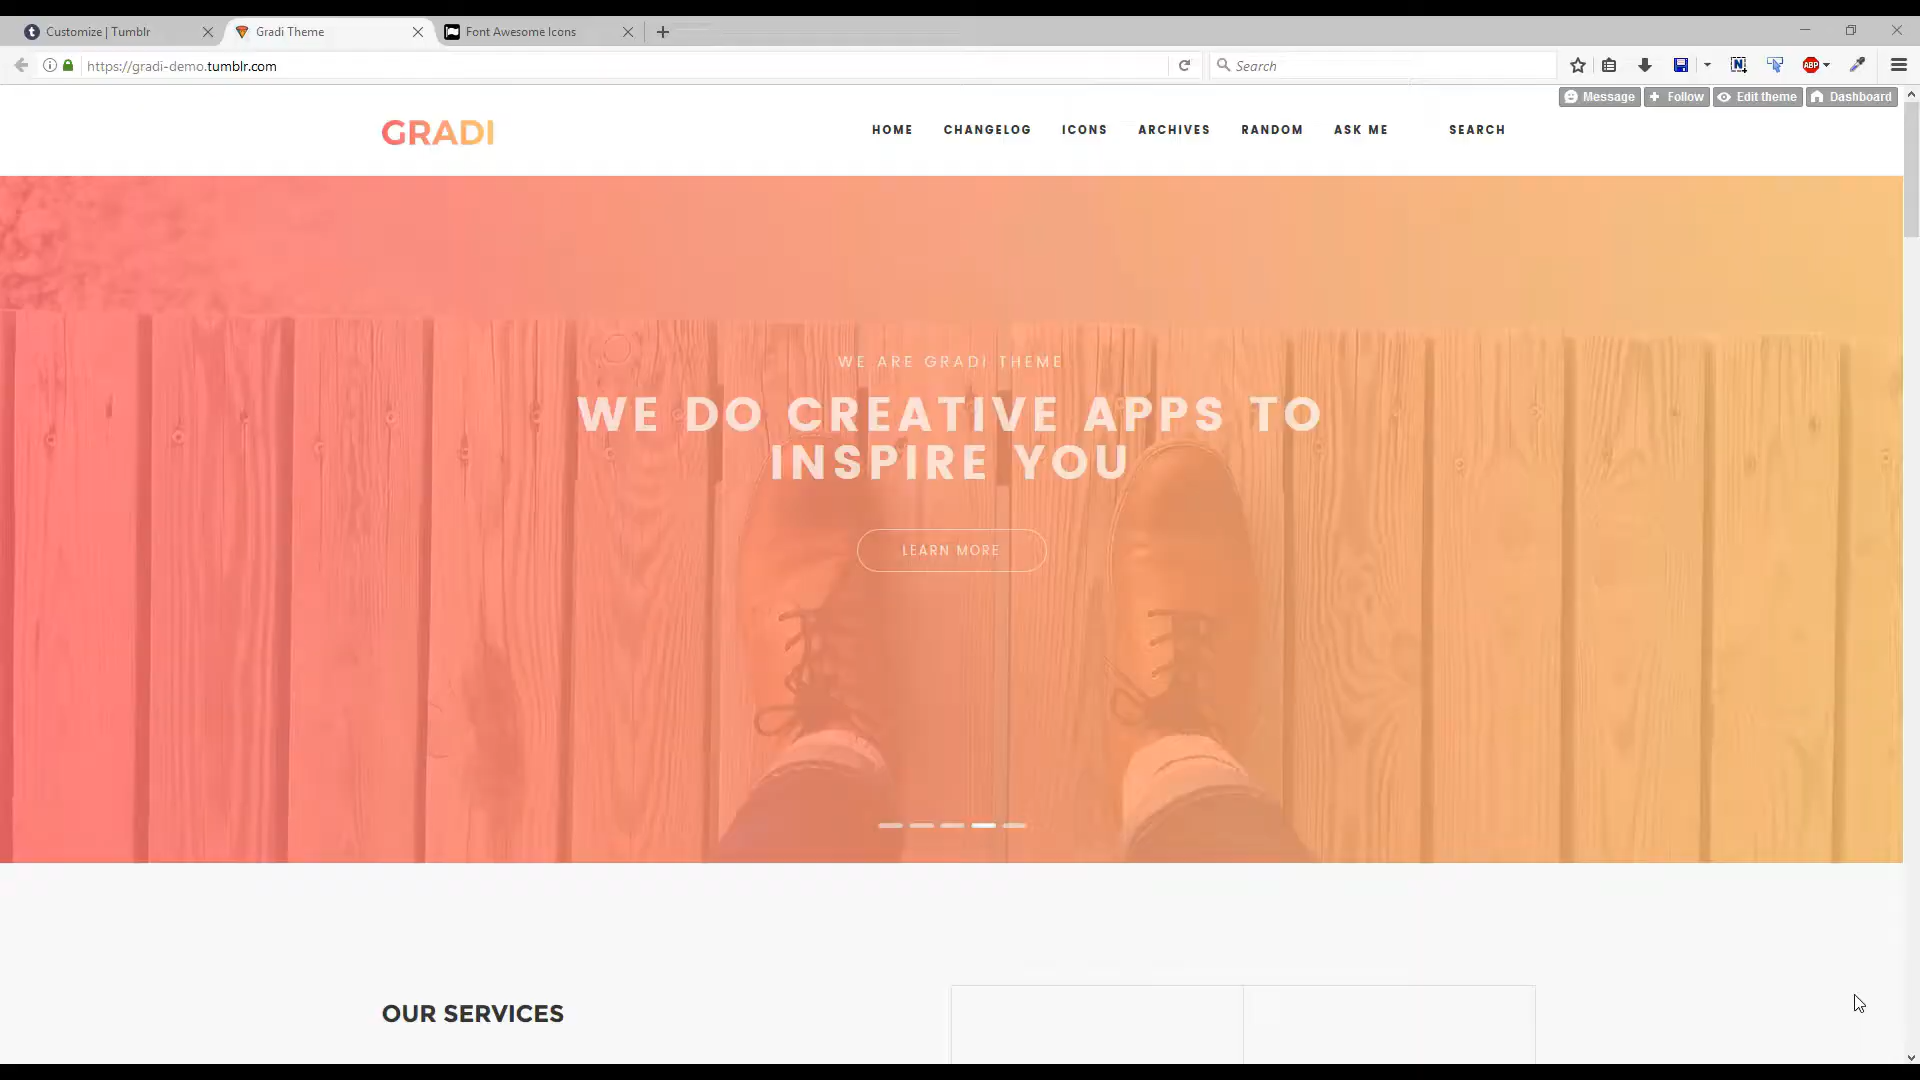 Customize | Tumblr
Gradi Theme
Font Awesome Icons
https://gradi-demo.tumblr.com
Search
ABP
Message
Follow
Edit theme
Dashboard
GRADI
HOME
CHANGELOG
ICONS
ARCHIVES
RANDOM
ASK ME
SEARCH
WE ARE GRADI THEME
WE DO CREATIVE APPS TO
INSPIRE YOU
LEARN MORE
OUR SERVICES